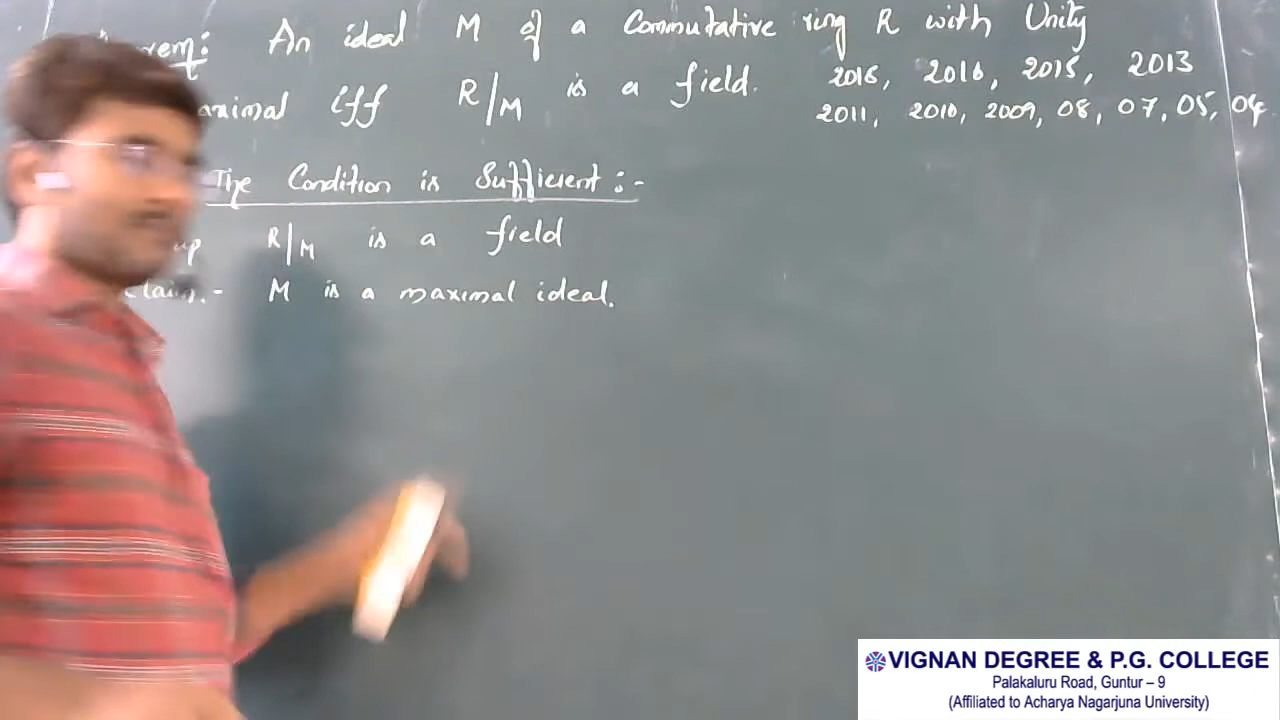 An ideal M of a Commutative ring R with Unity
iff R/M is a field.
2018, 2016, 2015, 2013
2011, 2010, 2009, 08, 07, 05, 04
The Condition is Sufficient:-
R/M is a field
M is a maximal ideal.
VIGNAN DEGREE & P.G. COLLEGE
Palakaluru Road, Guntur – 9
(Affiliated to Acharya Nagarjuna University)